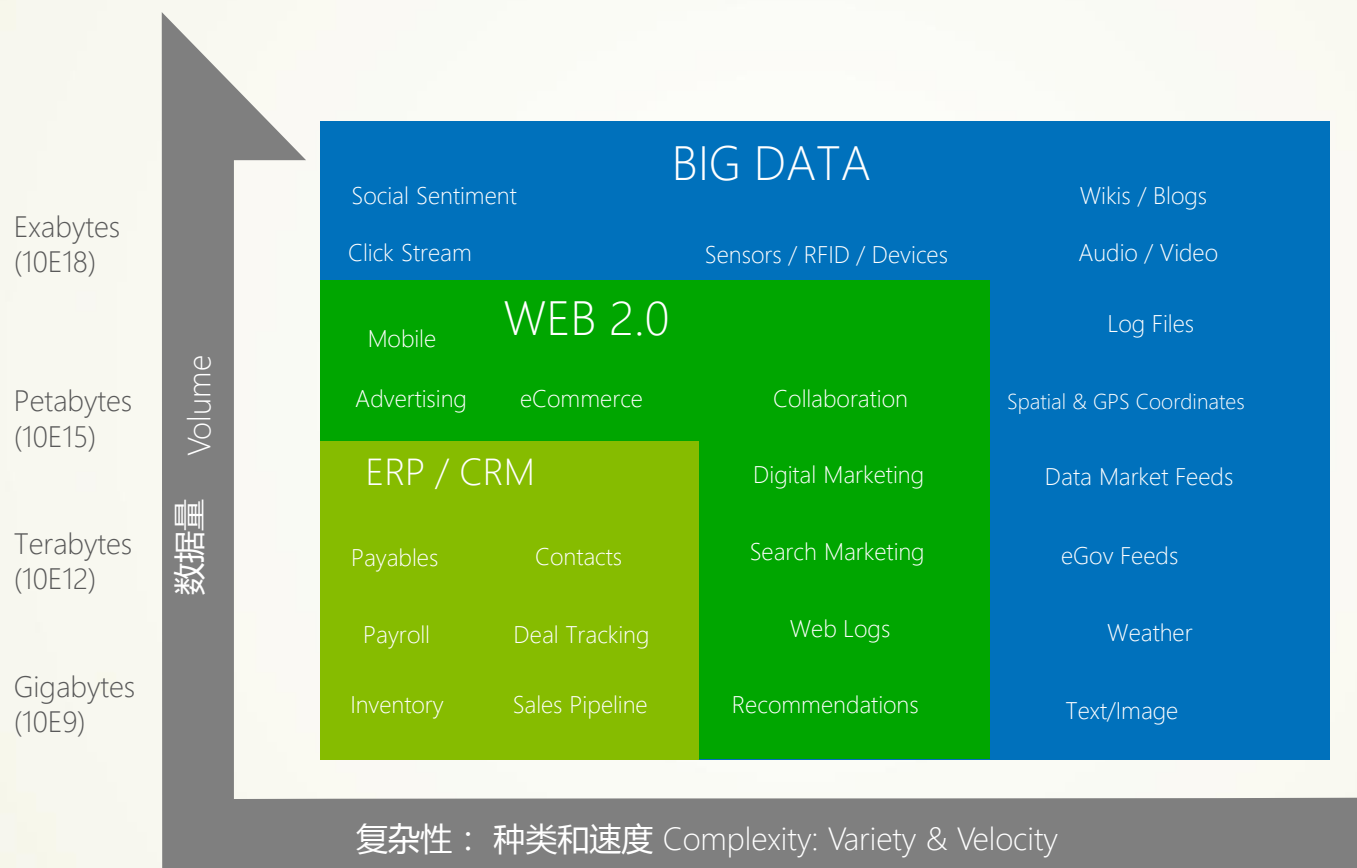 BIG DATA
Social Sentiment
Wikis / Blogs
Click Stream
Sensors / RFID / Devices
Audio / Video
Exabytes
(10E18)
WEB 2.0
Mobile
Log Files
Advertising
eCommerce
Collaboration
Spatial & GPS Coordinates
Petabytes
(10E15)
数据量 Volume
ERP / CRM
Digital Marketing
Data Market Feeds
Terabytes
(10E12)
Payables
Contacts
Search Marketing
eGov Feeds
Payroll
Deal Tracking
Web Logs
Weather
Gigabytes
(10E9)
Inventory
Sales Pipeline
Recommendations
Text/Image
复杂性： 种类和速度 Complexity: Variety & Velocity